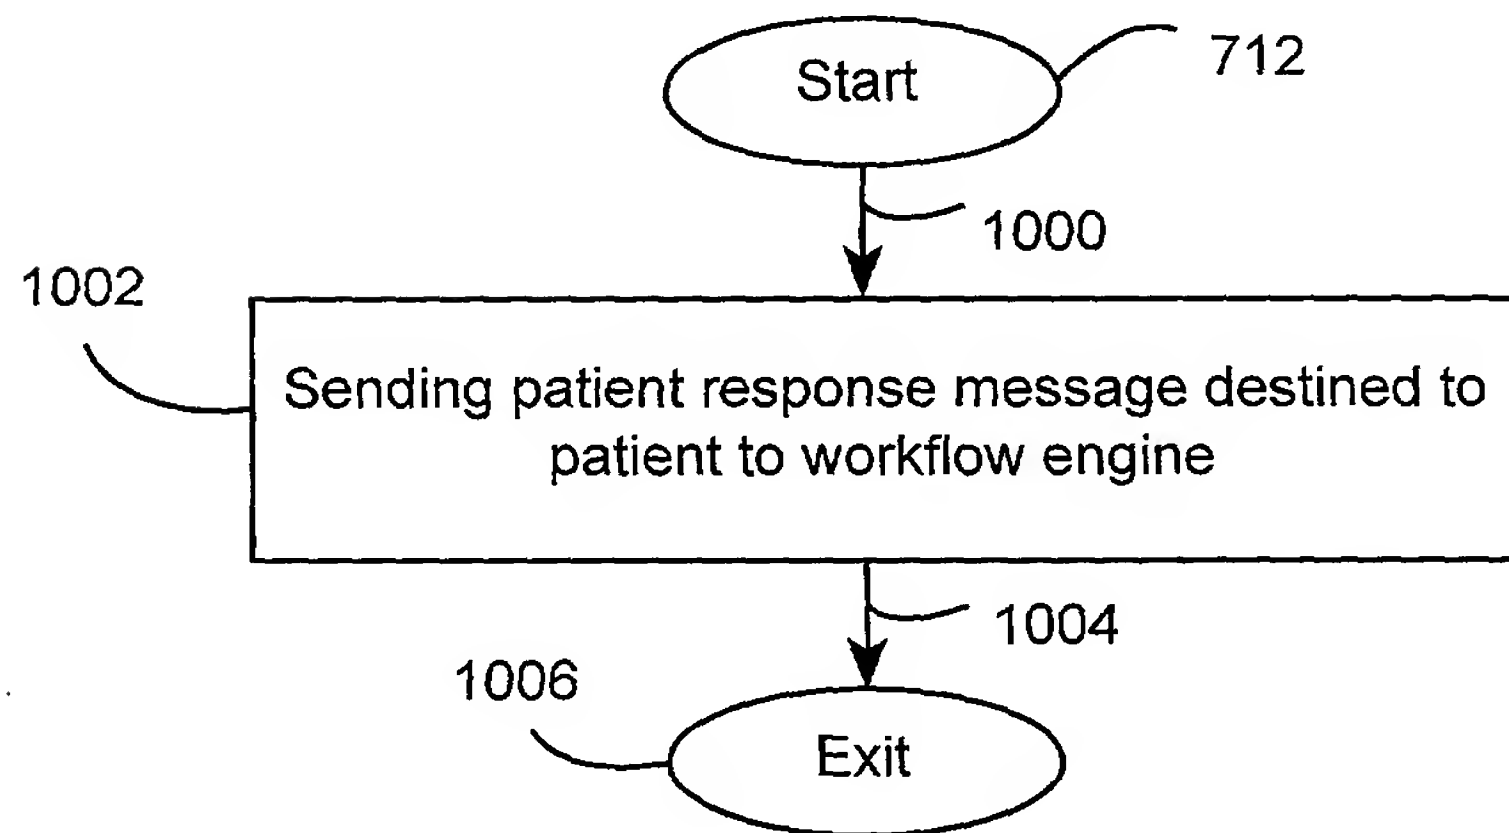 Start
712
1000
1002
Sending patient response message destined to
patient to workflow engine
1004
1006
Exit